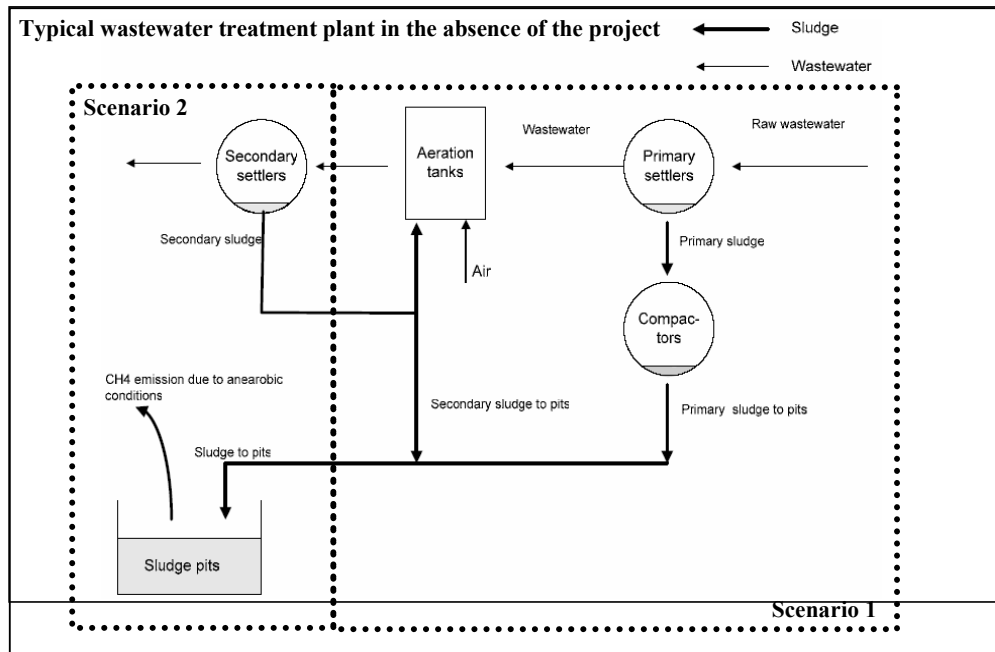 Typical wastewater treatment plant in the absence of the project
Sludge
Wastewater
Scenario 2
Secondary
settlers
Aeration
tanks
Wastewater
Primary
settlers
Raw wastewater
Secondary sludge
Air
Primary sludge
Compac-
tors
CH4 emission due to anearobic
conditions
Secondary sludge to pits
Primary sludge to pits
Sludge to pits
Sludge pits
Scenario 1